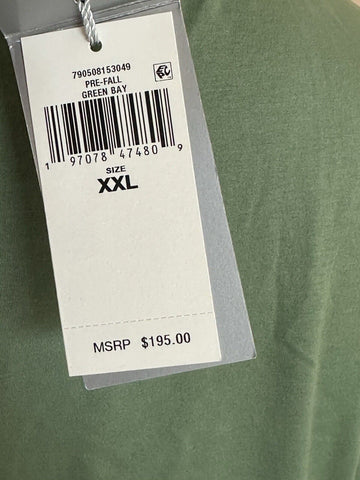 790508153049
PRE-FALL
GREEN BAY
1 97078 47480 9
SIZE
XXL
MSRP $195.00